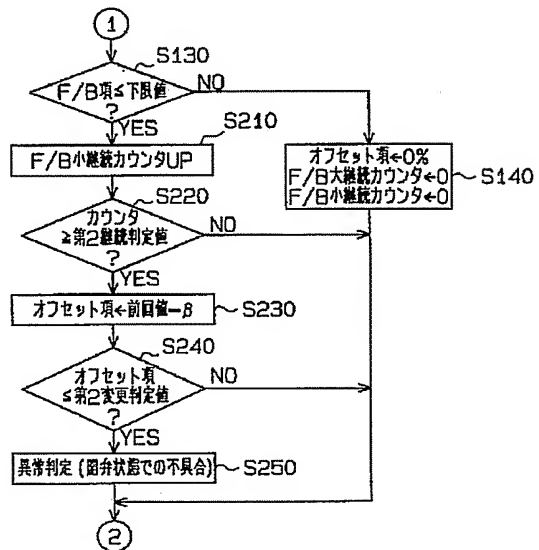 1
S130
F/B項≦下限値
?
NO
YES
S210
F/B小継続カウンタUP
オフセット項←0%
F/B大継続カウンタ←0
F/B小継続カウンタ←0
S140
S220
カウンタ
≧第2継続判定値
?
NO
YES
オフセット項←前回値-β
S230
S240
オフセット項
≦第2変更判定値
?
NO
YES
異常判定(閉弁状態での不具合)
S250
2